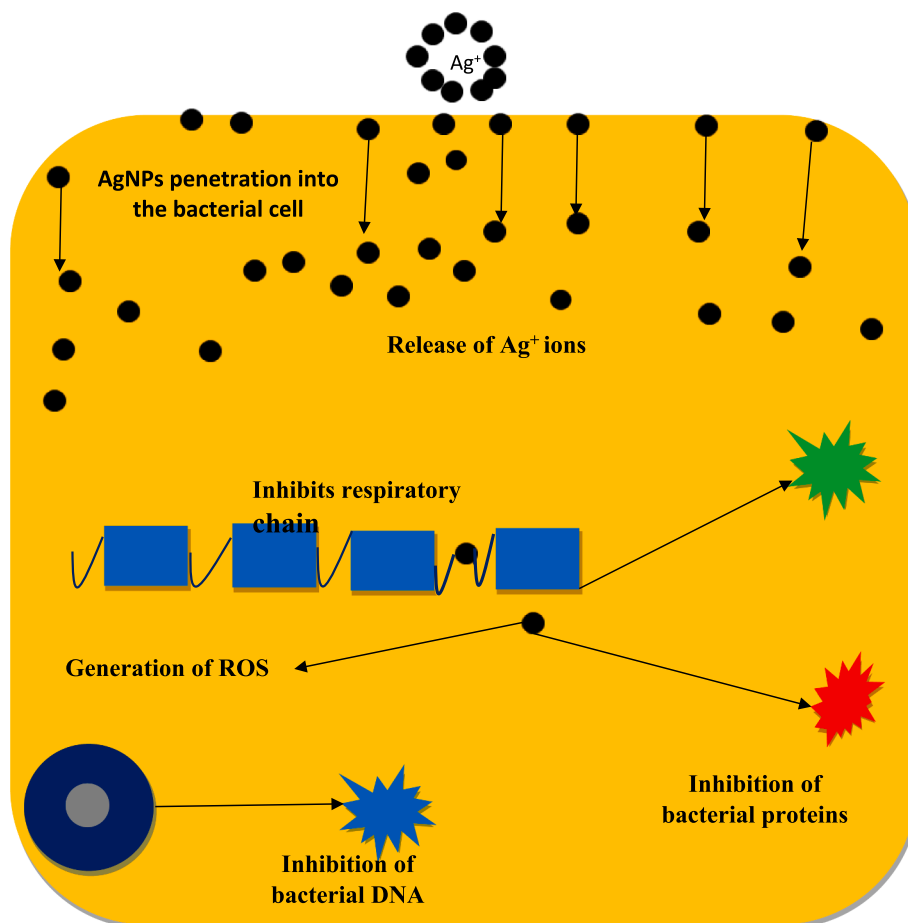 Ag⁺
AgNPs penetration into
the bacterial cell
Release of Ag⁺ ions
Inhibits respiratory
chain
Generation of ROS
Inhibition of
bacterial proteins
Inhibition of
bacterial DNA